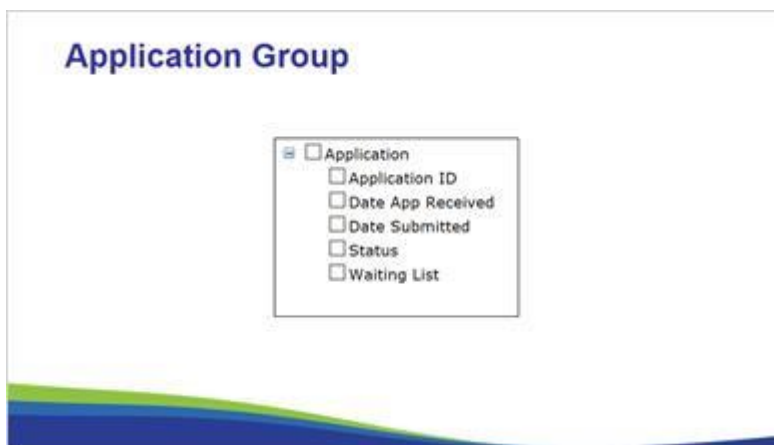 Application Group
Application
Application ID
Date App Received
Date Submitted
Status
Waiting List